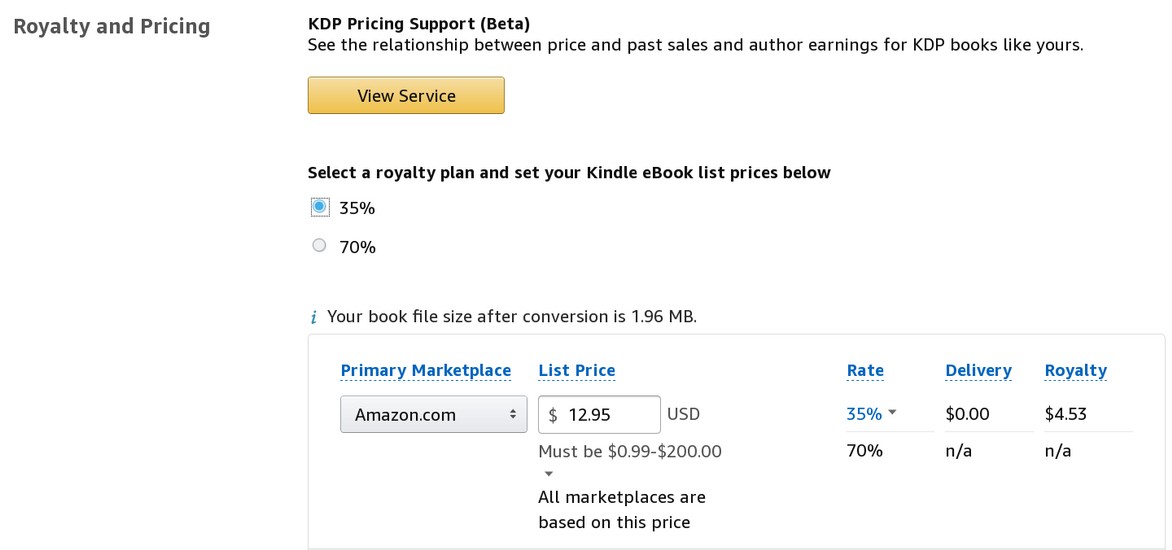 Royalty and Pricing
KDP Pricing Support (Beta)
See the relationship between price and past sales and author earnings for KDP books like yours.
View Service
Select a royalty plan and set your Kindle eBook list prices below
35%
70%
i Your book file size after conversion is 1.96 MB.
Primary Marketplace List Price Rate Delivery Royalty
Amazon.com $ 12.95 USD 35% $0.00 $4.53
Must be $0.99-$200.00 70% n/a n/a
All marketplaces are
based on this price